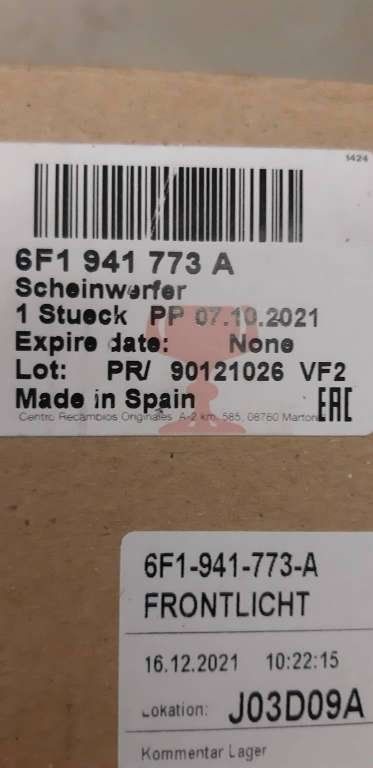 1424
6F1 941 773 A
Scheinwerfer
1 Stueck PP 07.10.2021
Expire date: None
Lot: PR/ 90121026 VF2
Made in Spain EAC
Centro Recambios Originales A-2 km. 585, 08760
6F1-941-773-A
FRONTLICHT
16.12.2021 10:22:15
Lokation: J03D09A
Kommentar Lager